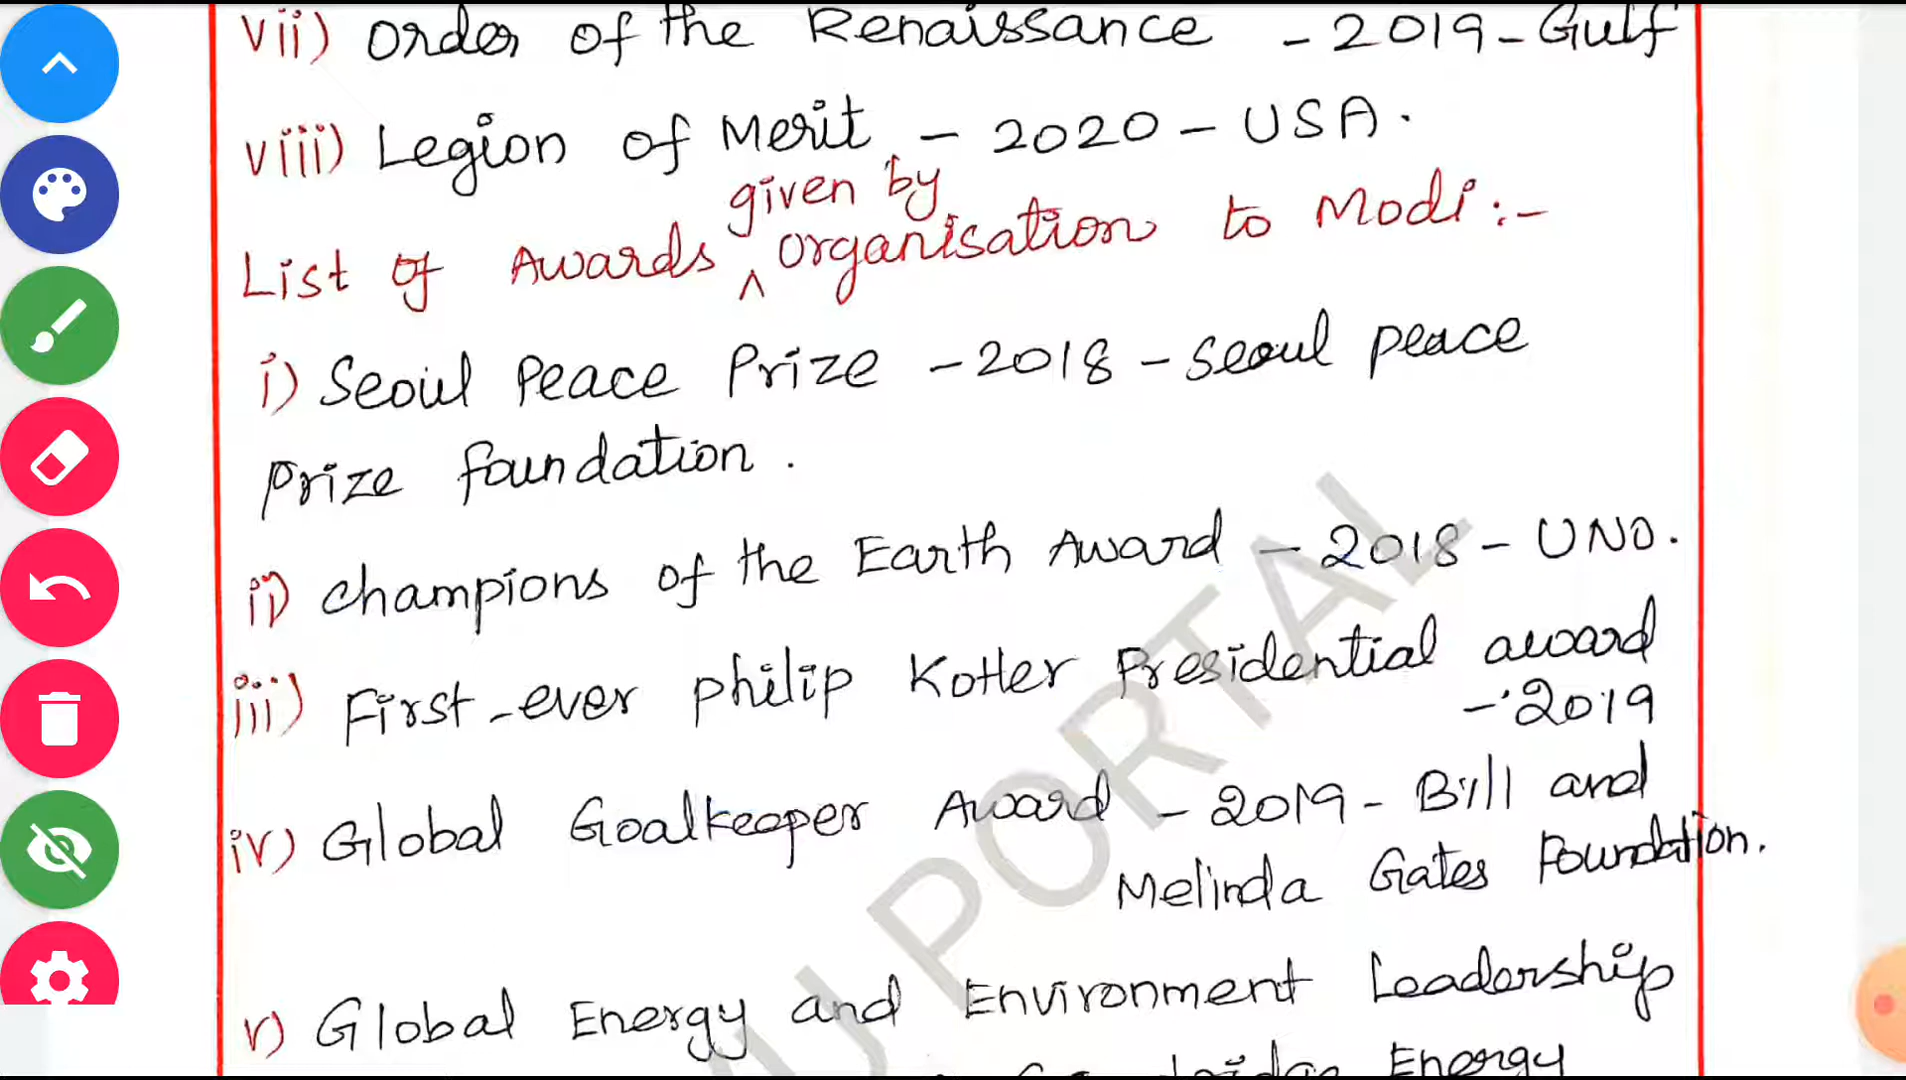 vii) Order of the Renaissance - 2019 - Gulf
viii) Legion of Merit - 2020 - USA.
given by
List of Awards ^ Organisation to Modi :-
i) Seoul Peace Prize - 2018 - Seoul peace
Prize foundation.
ii) champions of the Earth Award - 2018 - UNO.
iii) First-ever philip Kotler Presidential award
- 2019
iv) Global Goalkeeper Award - 2019 - Bill and
Melinda Gates Foundation.
v) Global Energy and Environment Leadership
Energy
U PORTAL